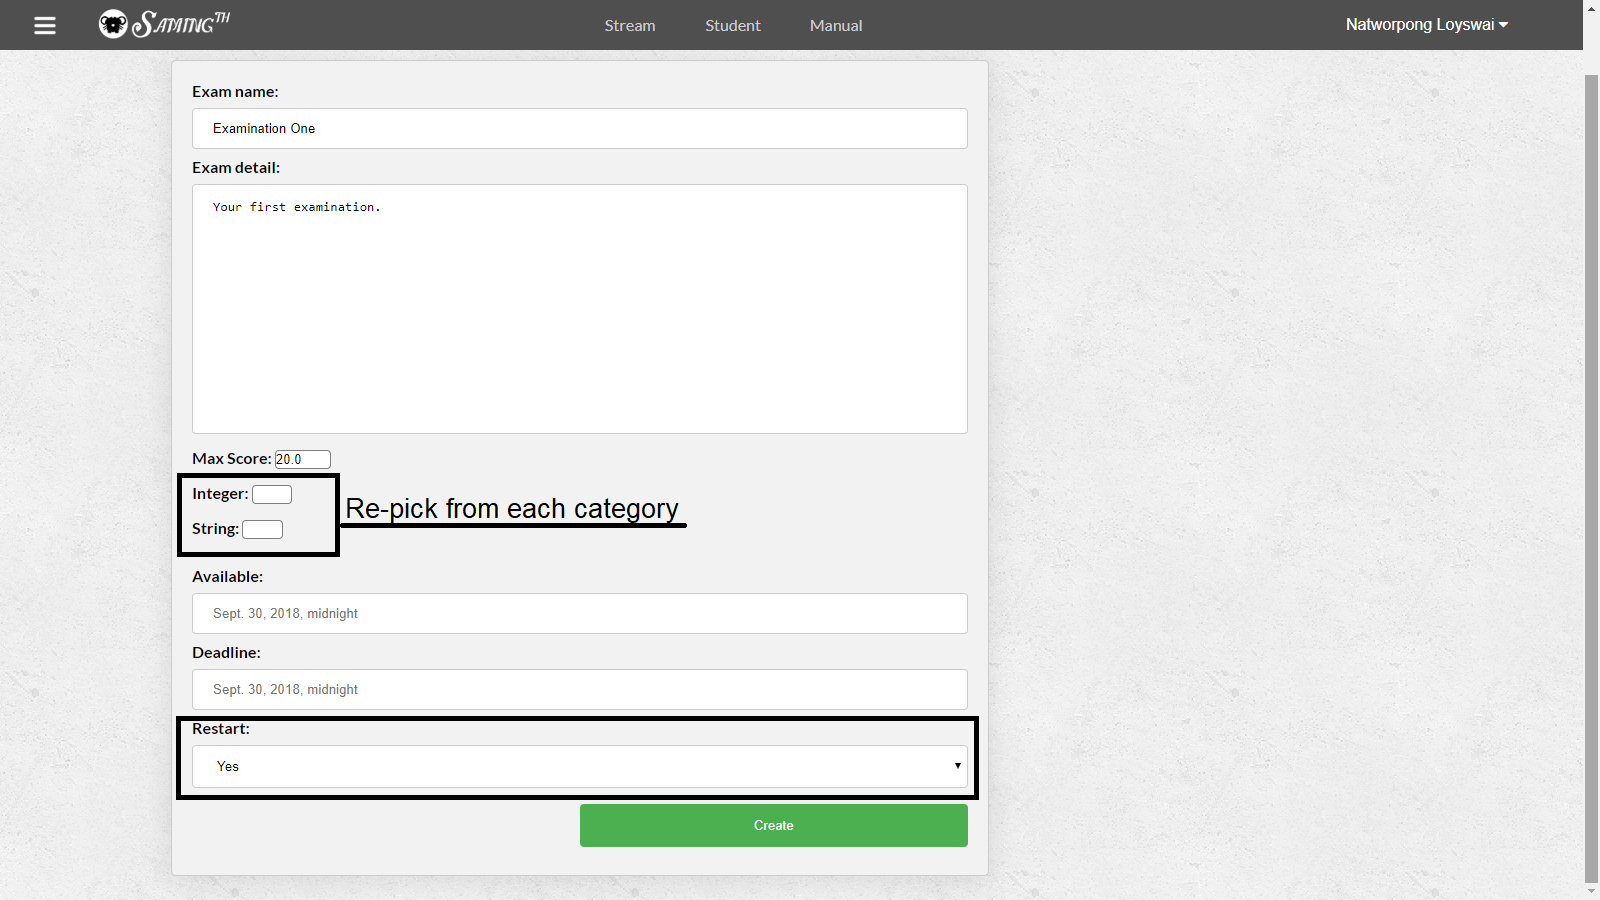 SAMINGTH
Stream
Student
Manual
Natworpong Loyswai
Exam name:
Examination One
Exam detail:
Your first examination.
Max Score: 20.0
Integer:
Re-pick from each category
String:
Available:
Sept. 30, 2018, midnight
Deadline:
Sept. 30, 2018, midnight
Restart:
Yes
Create